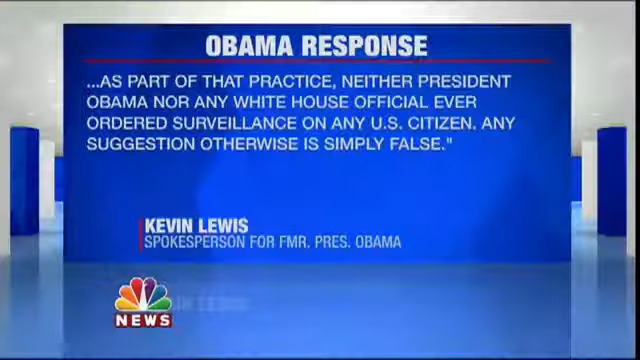 OBAMA RESPONSE
...AS PART OF THAT PRACTICE, NEITHER PRESIDENT
OBAMA NOR ANY WHITE HOUSE OFFICIAL EVER
ORDERED SURVEILLANCE ON ANY U.S. CITIZEN. ANY
SUGGESTION OTHERWISE IS SIMPLY FALSE."
KEVIN LEWIS
SPOKESPERSON FOR FMR. PRES. OBAMA
NEWS